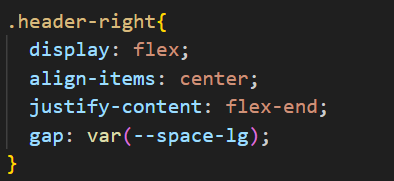 .header-right{
  display: flex;
  align-items: center;
  justify-content: flex-end;
  gap: var(--space-lg);
}